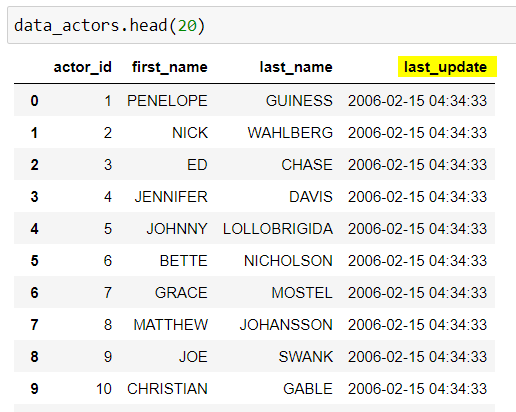 data_actors.head(20)
actor_id first_name last_name last_update
0 1 PENELOPE GUINESS 2006-02-15 04:34:33
1 2 NICK WAHLBERG 2006-02-15 04:34:33
2 3 ED CHASE 2006-02-15 04:34:33
3 4 JENNIFER DAVIS 2006-02-15 04:34:33
4 5 JOHNNY LOLLOBRIGIDA 2006-02-15 04:34:33
5 6 BETTE NICHOLSON 2006-02-15 04:34:33
6 7 GRACE MOSTEL 2006-02-15 04:34:33
7 8 MATTHEW JOHANSSON 2006-02-15 04:34:33
8 9 JOE SWANK 2006-02-15 04:34:33
9 10 CHRISTIAN GABLE 2006-02-15 04:34:33